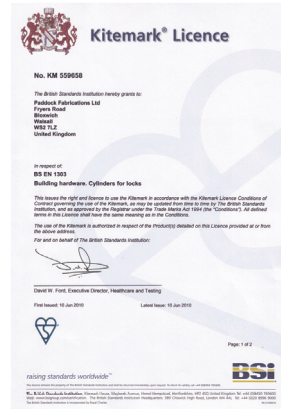 Kitemark® Licence
No. KM 559658
The British Standards Institution hereby grants to:
Paddock Fabrications Ltd
Fryers Road
Bloxwich
Walsall
WS2 7LZ
United Kingdom
In respect of:
BS EN 1303
Building hardware. Cylinders for locks
This issues the right and licence to use the Kitemark in accordance with the Kitemark Licence Conditions of
Contract governing the use of the Kitemark, as may be updated from time to time by The British Standards
Institution, and as approved by the Registrar under the Trade Marks Act 1994 (the "Conditions"). All defined
terms in this Licence shall have the same meaning as in the Conditions.
The use of the Kitemark is authorized in respect of the Product(s) detailed on this Licence provided at or from
the above address.
For and on behalf of The British Standards Institution:
David W. Ford, Executive Director, Healthcare and Testing
First Issued: 10 Jun 2010 Latest Issue: 10 Jun 2010
Page: 1 of 2
raising standards worldwide™
BSi